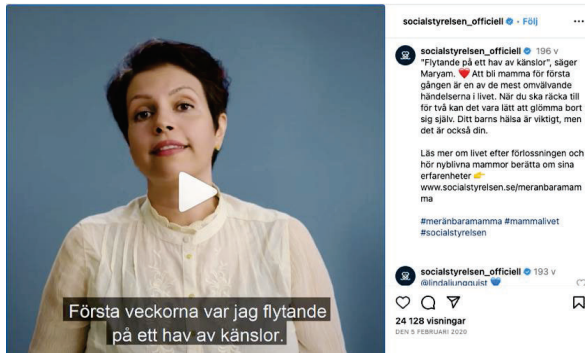 Första veckorna var jag flytande
på ett hav av känslor.
socialstyrelsen_officiell • Följ
socialstyrelsen_officiell 196 v
"Flytande på ett hav av känslor", säger
Maryam. ❤️ Att bli mamma för första
gången är en av de mest omvälvande
händelserna i livet. När du ska räcka till
för två kan det vara lätt att glömma bort
sig själv. Ditt barns hälsa är viktigt, men
det är också din.
Läs mer om livet efter förlossningen och
hör nyblivna mammor berätta om sina
erfarenheter 👉
www.socialstyrelsen.se/meranbaramam
ma
#meränbaramamma #mammalivet
#socialstyrelsen
socialstyrelsen_officiell 193 v
@lindaljungquist 💙
24 128 visningar
DEN 5 FEBRUARI 2020